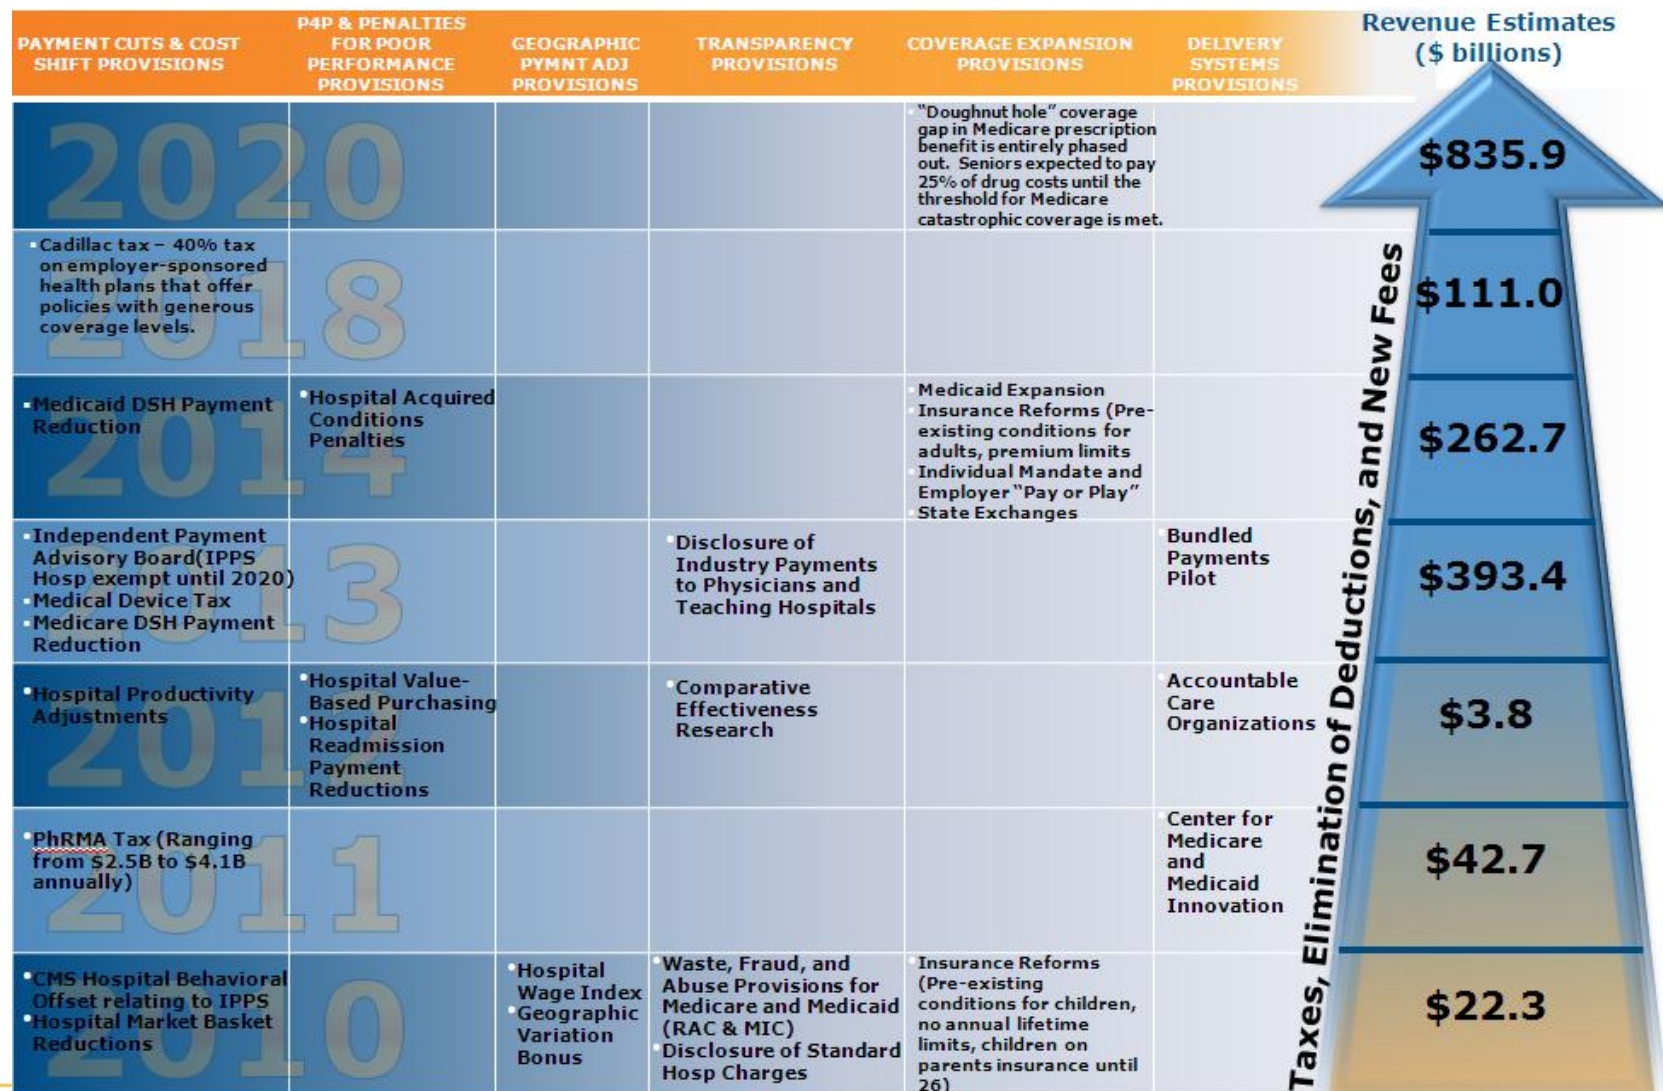 PAYMENT CUTS & COST
SHIFT PROVISIONS
P4P & PENALTIES
FOR POOR
PERFORMANCE
PROVISIONS
GEOGRAPHIC
PYMNT ADJ
PROVISIONS
TRANSPARENCY
PROVISIONS
COVERAGE EXPANSION
PROVISIONS
DELIVERY
SYSTEMS
PROVISIONS
Revenue Estimates
($ billions)
2020
"Doughnut hole" coverage
gap in Medicare prescription
benefit is entirely phased
out. Seniors expected to pay
25% of drug costs until the
threshold for Medicare
catastrophic coverage is met.
$835.9
2018
▪Cadillac tax – 40% tax
on employer-sponsored
health plans that offer
policies with generous
coverage levels.
$111.0
2014
▪Medicaid DSH Payment
Reduction
•Hospital Acquired
Conditions
Penalties
Medicaid Expansion
Insurance Reforms (Pre-
existing conditions for
adults, premium limits
Individual Mandate and
Employer "Pay or Play"
State Exchanges
$262.7
2013
▪Independent Payment
Advisory Board(IPPS
Hosp exempt until 2020)
▪Medical Device Tax
▪Medicare DSH Payment
Reduction
•Disclosure of
Industry Payments
to Physicians and
Teaching Hospitals
Bundled
Payments
Pilot
$393.4
2012
•Hospital Productivity
Adjustments
•Hospital Value-
Based Purchasing
•Hospital
Readmission
Payment
Reductions
•Comparative
Effectiveness
Research
Accountable
Care
Organizations
$3.8
2011
•PhRMA Tax (Ranging
from $2.5B to $4.1B
annually)
Center for
Medicare
and
Medicaid
Innovation
$42.7
2010
•CMS Hospital Behavioral
Offset relating to IPPS
•Hospital Market Basket
Reductions
•Hospital
Wage Index
•Geographic
Variation
Bonus
•Waste, Fraud, and
Abuse Provisions for
Medicare and Medicaid
(RAC & MIC)
•Disclosure of Standard
Hosp Charges
Insurance Reforms
(Pre-existing
conditions for children,
no annual lifetime
limits, children on
parents insurance until
26)
$22.3
Taxes, Elimination of Deductions, and New Fees